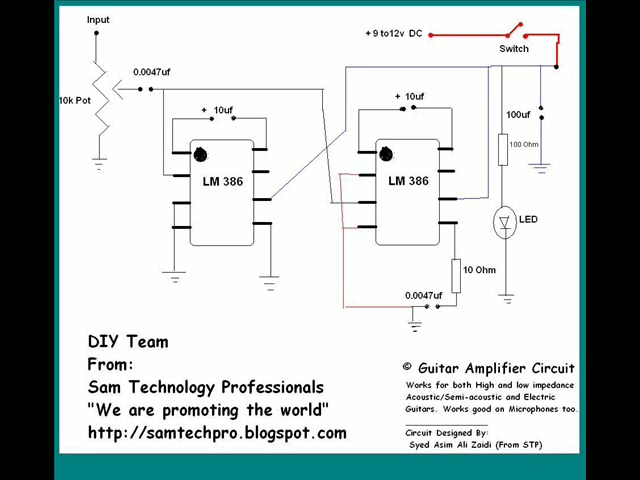 Input
+ 9 to12v DC
Switch
0.0047uf
10k Pot
+ 10uf
+ 10uf
100uf
100 Ohm
LM 386
LM 386
LED
10 Ohm
0.0047uf
DIY Team
From:
Sam Technology Professionals
"We are promoting the world"
http://samtechpro.blogspot.com
© Guitar Amplifier Circuit
Works for both High and low impedance
Acoustic/Semi-acoustic and Electric
Guitars. Works good on Microphones too.
Circuit Designed By:
Syed Asim Ali Zaidi (From STP)